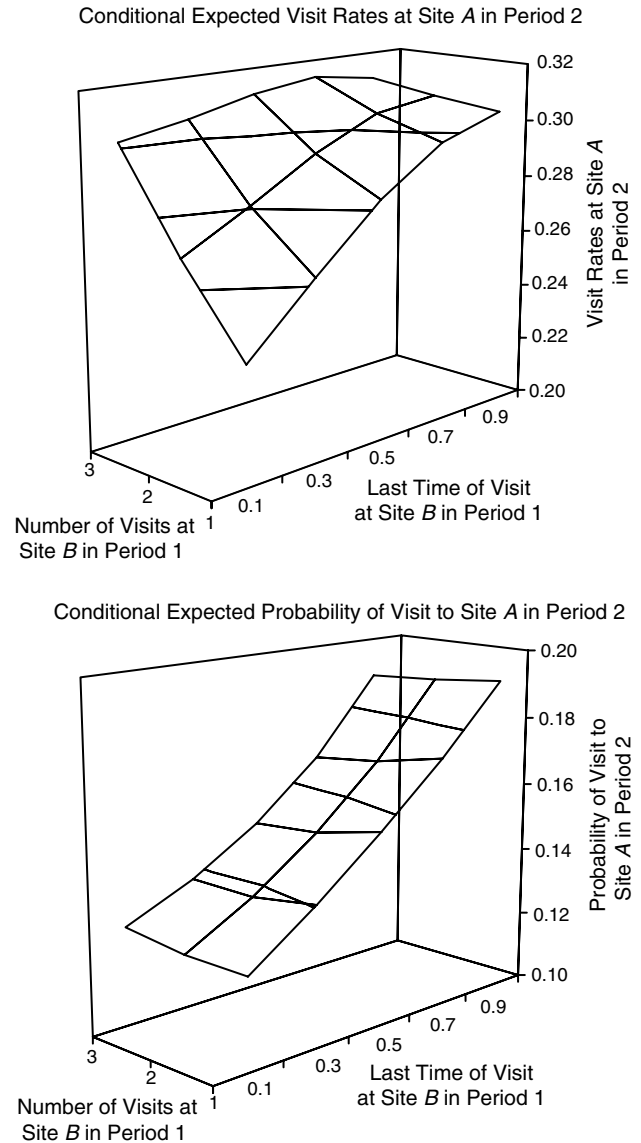 Conditional Expected Visit Rates at Site A in Period 2
0.32
0.30
0.28
0.26
0.24
0.22
0.20
Visit Rates at Site A
in Period 2
0.9
0.7
0.5
0.3
0.1
Last Time of Visit
at Site B in Period 1
3
2
1
Number of Visits at
Site B in Period 1
Conditional Expected Probability of Visit to Site A in Period 2
0.20
0.18
0.16
0.14
0.12
0.10
Probability of Visit to
Site A in Period 2
0.9
0.7
0.5
0.3
0.1
Last Time of Visit
at Site B in Period 1
3
2
1
Number of Visits at
Site B in Period 1